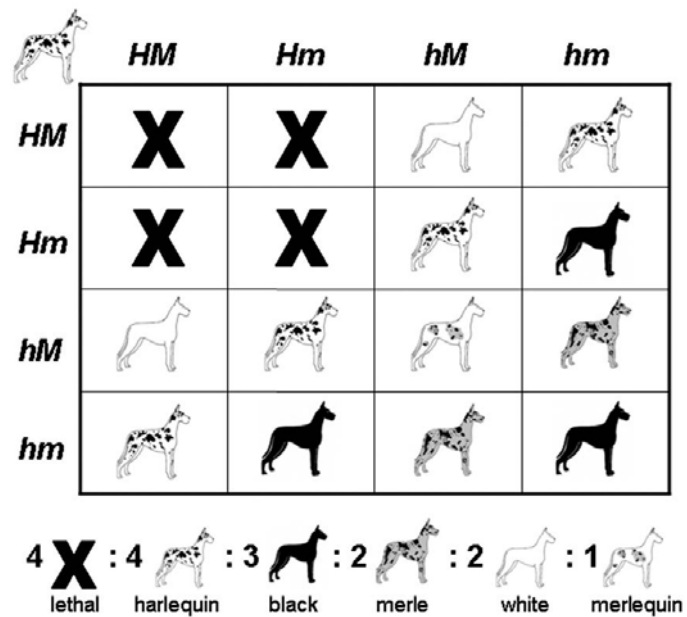 HM Hm hM hm
HM X X
Hm X X
hM
hm
4 X : 4 : 3 : 2 : 2 : 1
lethal harlequin black merle white merlequin